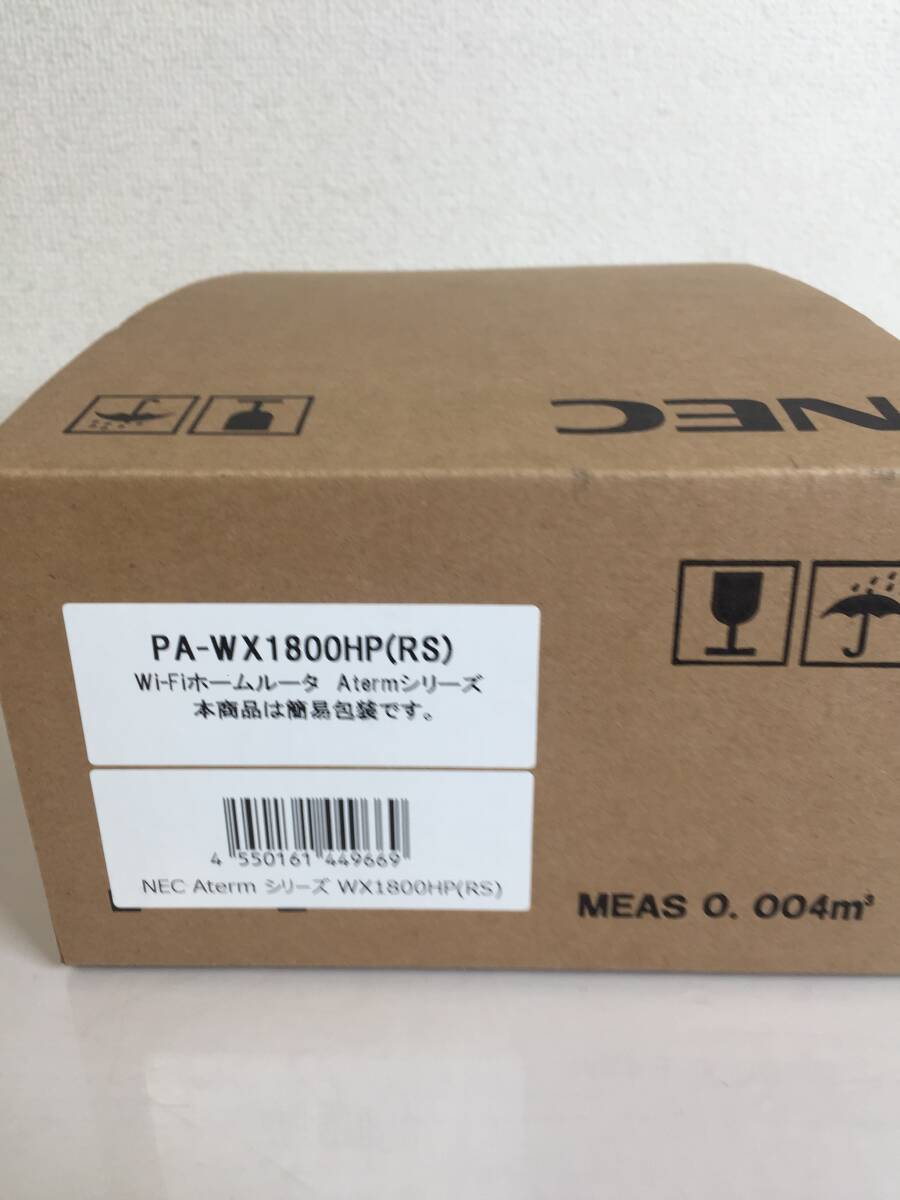 NEC
PA-WX1800HP(RS)
Wi-Fiホームルータ Atermシリーズ
本商品は簡易包装です。
4 550161 449669
NEC Aterm シリーズ WX1800HP(RS)
MEAS 0. 004m³